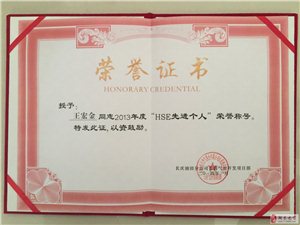 荣誉证书
HONORARY CREDENTIAL
授予:
王宏金 同志2013年度“HSE先进个人”荣誉称号。
特发此证,以资鼓励。